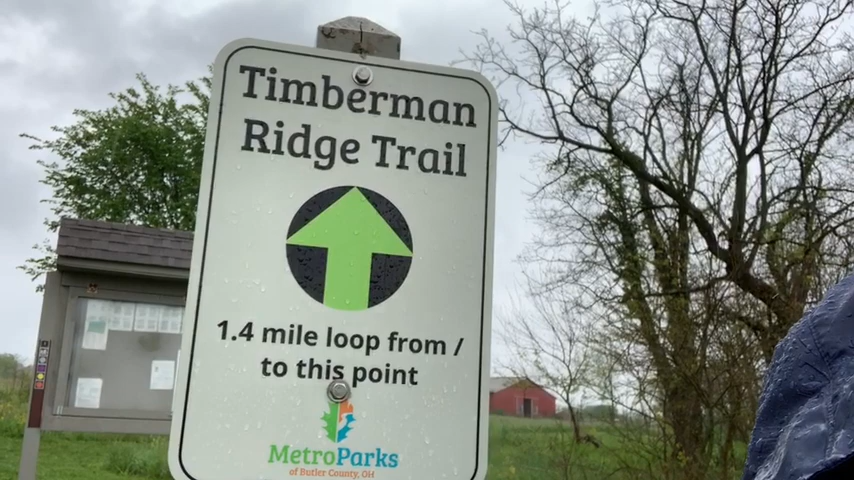 Timberman
Ridge Trail
1.4 mile loop from /
to this point
MetroParks
of Butler County, OH